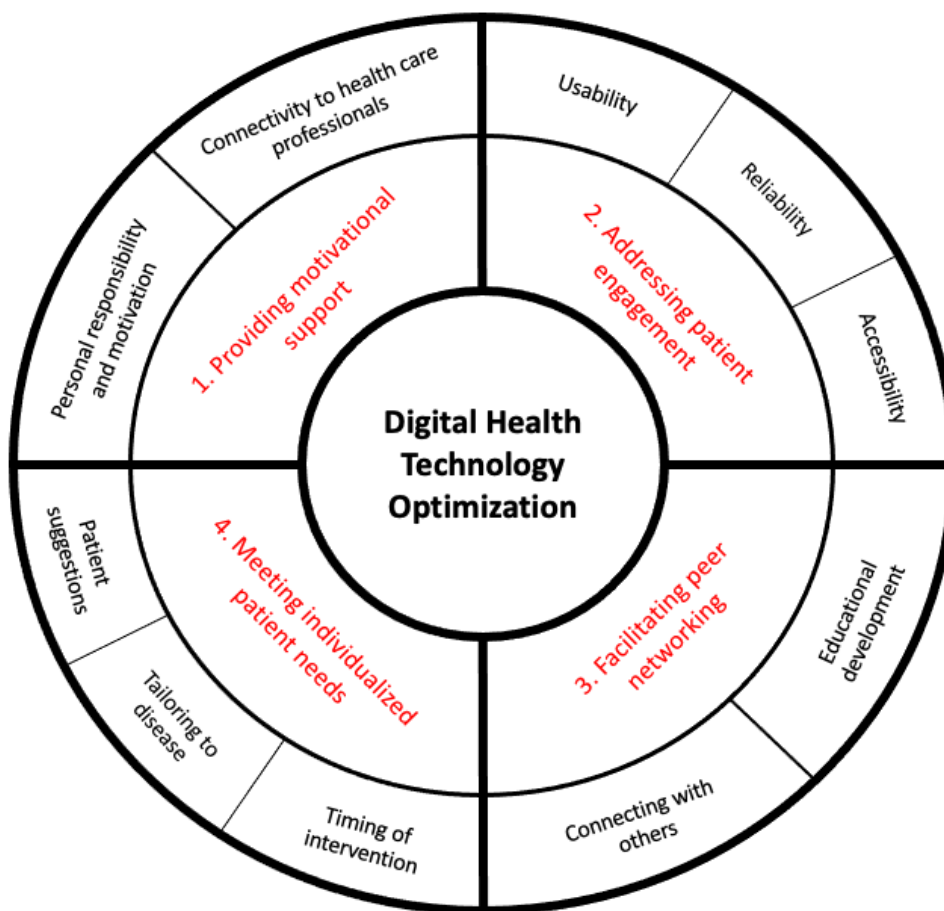 Connectivity to health care
professionals
Personal responsibility
and motivation
1. Providing motivational
support
Usability
Reliability
Accessibility
2. Addressing patient
engagement
Digital Health
Technology
Optimization
Educational
development
Connecting with
others
3. Facilitating peer
networking
4. Meeting individualized
patient needs
Patient
suggestions
Tailoring to
disease
Timing of
intervention